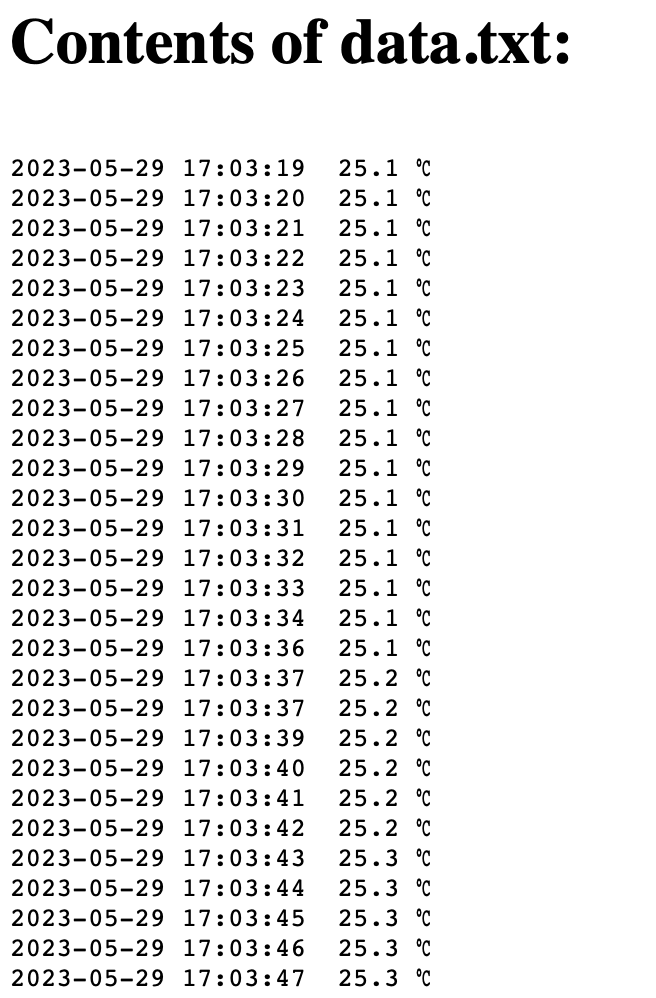 Contents of data.txt:
2023-05-29 17:03:19  25.1 ℃
2023-05-29 17:03:20  25.1 ℃
2023-05-29 17:03:21  25.1 ℃
2023-05-29 17:03:22  25.1 ℃
2023-05-29 17:03:23  25.1 ℃
2023-05-29 17:03:24  25.1 ℃
2023-05-29 17:03:25  25.1 ℃
2023-05-29 17:03:26  25.1 ℃
2023-05-29 17:03:27  25.1 ℃
2023-05-29 17:03:28  25.1 ℃
2023-05-29 17:03:29  25.1 ℃
2023-05-29 17:03:30  25.1 ℃
2023-05-29 17:03:31  25.1 ℃
2023-05-29 17:03:32  25.1 ℃
2023-05-29 17:03:33  25.1 ℃
2023-05-29 17:03:34  25.1 ℃
2023-05-29 17:03:36  25.1 ℃
2023-05-29 17:03:37  25.2 ℃
2023-05-29 17:03:37  25.2 ℃
2023-05-29 17:03:39  25.2 ℃
2023-05-29 17:03:40  25.2 ℃
2023-05-29 17:03:41  25.2 ℃
2023-05-29 17:03:42  25.2 ℃
2023-05-29 17:03:43  25.3 ℃
2023-05-29 17:03:44  25.3 ℃
2023-05-29 17:03:45  25.3 ℃
2023-05-29 17:03:46  25.3 ℃
2023-05-29 17:03:47  25.3 ℃